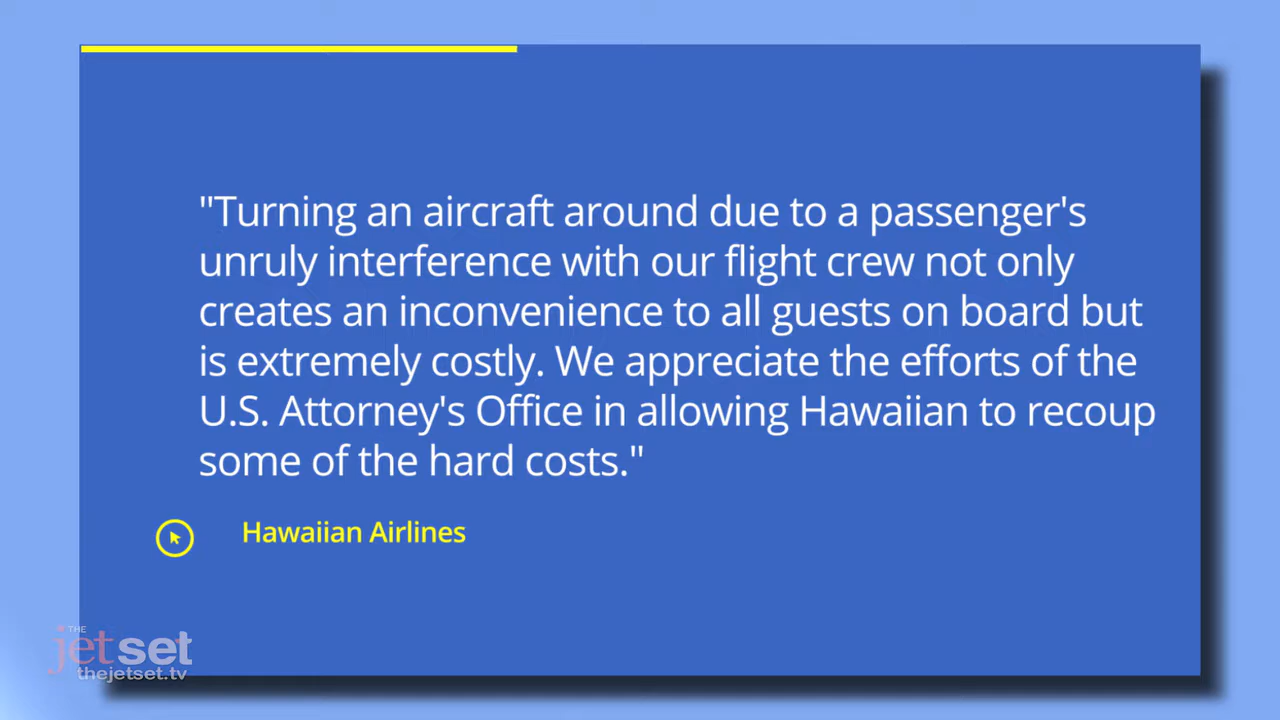 "Turning an aircraft around due to a passenger's
unruly interference with our flight crew not only
creates an inconvenience to all guests on board but
is extremely costly. We appreciate the efforts of the
U.S. Attorney's Office in allowing Hawaiian to recoup
some of the hard costs."
Hawaiian Airlines
THE
jetset
thejetset.tv